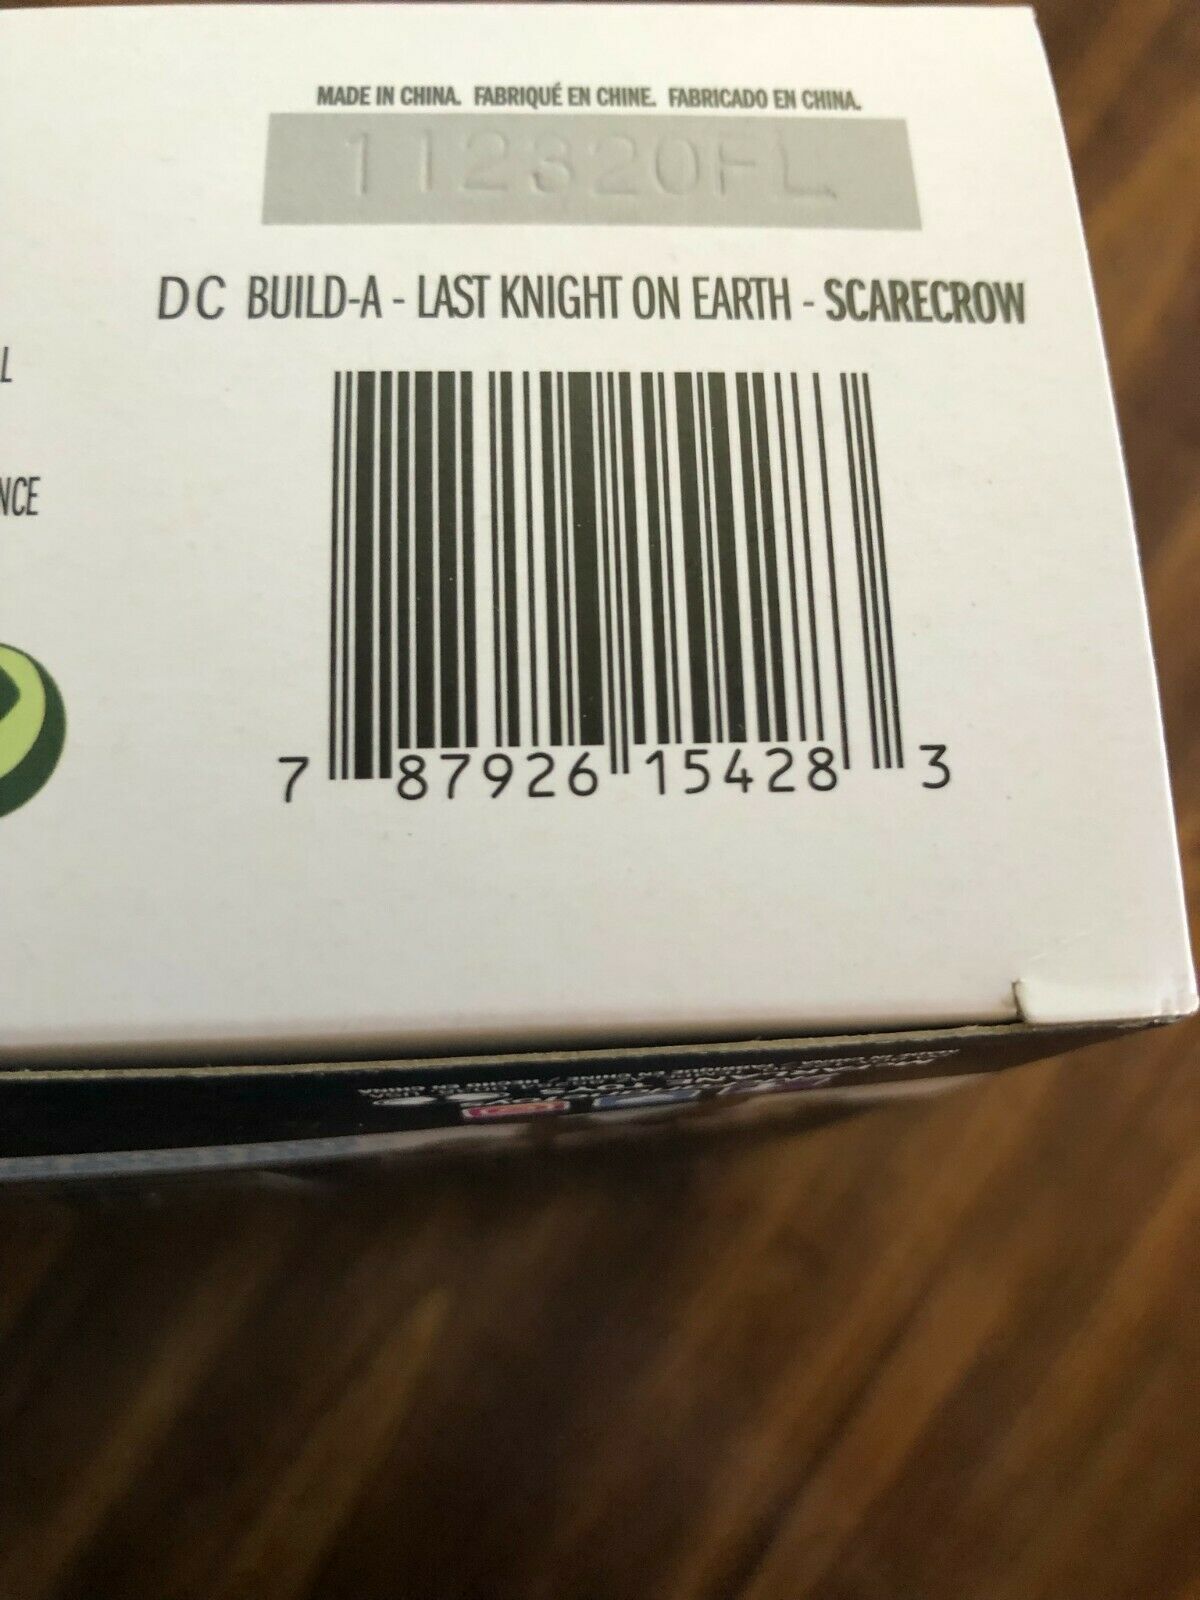 MADE IN CHINA. FABRIQUÉ EN CHINE. FABRICADO EN CHINA.
112320FL
DC BUILD-A - LAST KNIGHT ON EARTH - SCARECROW
L
NCE
7 87926 15428 3